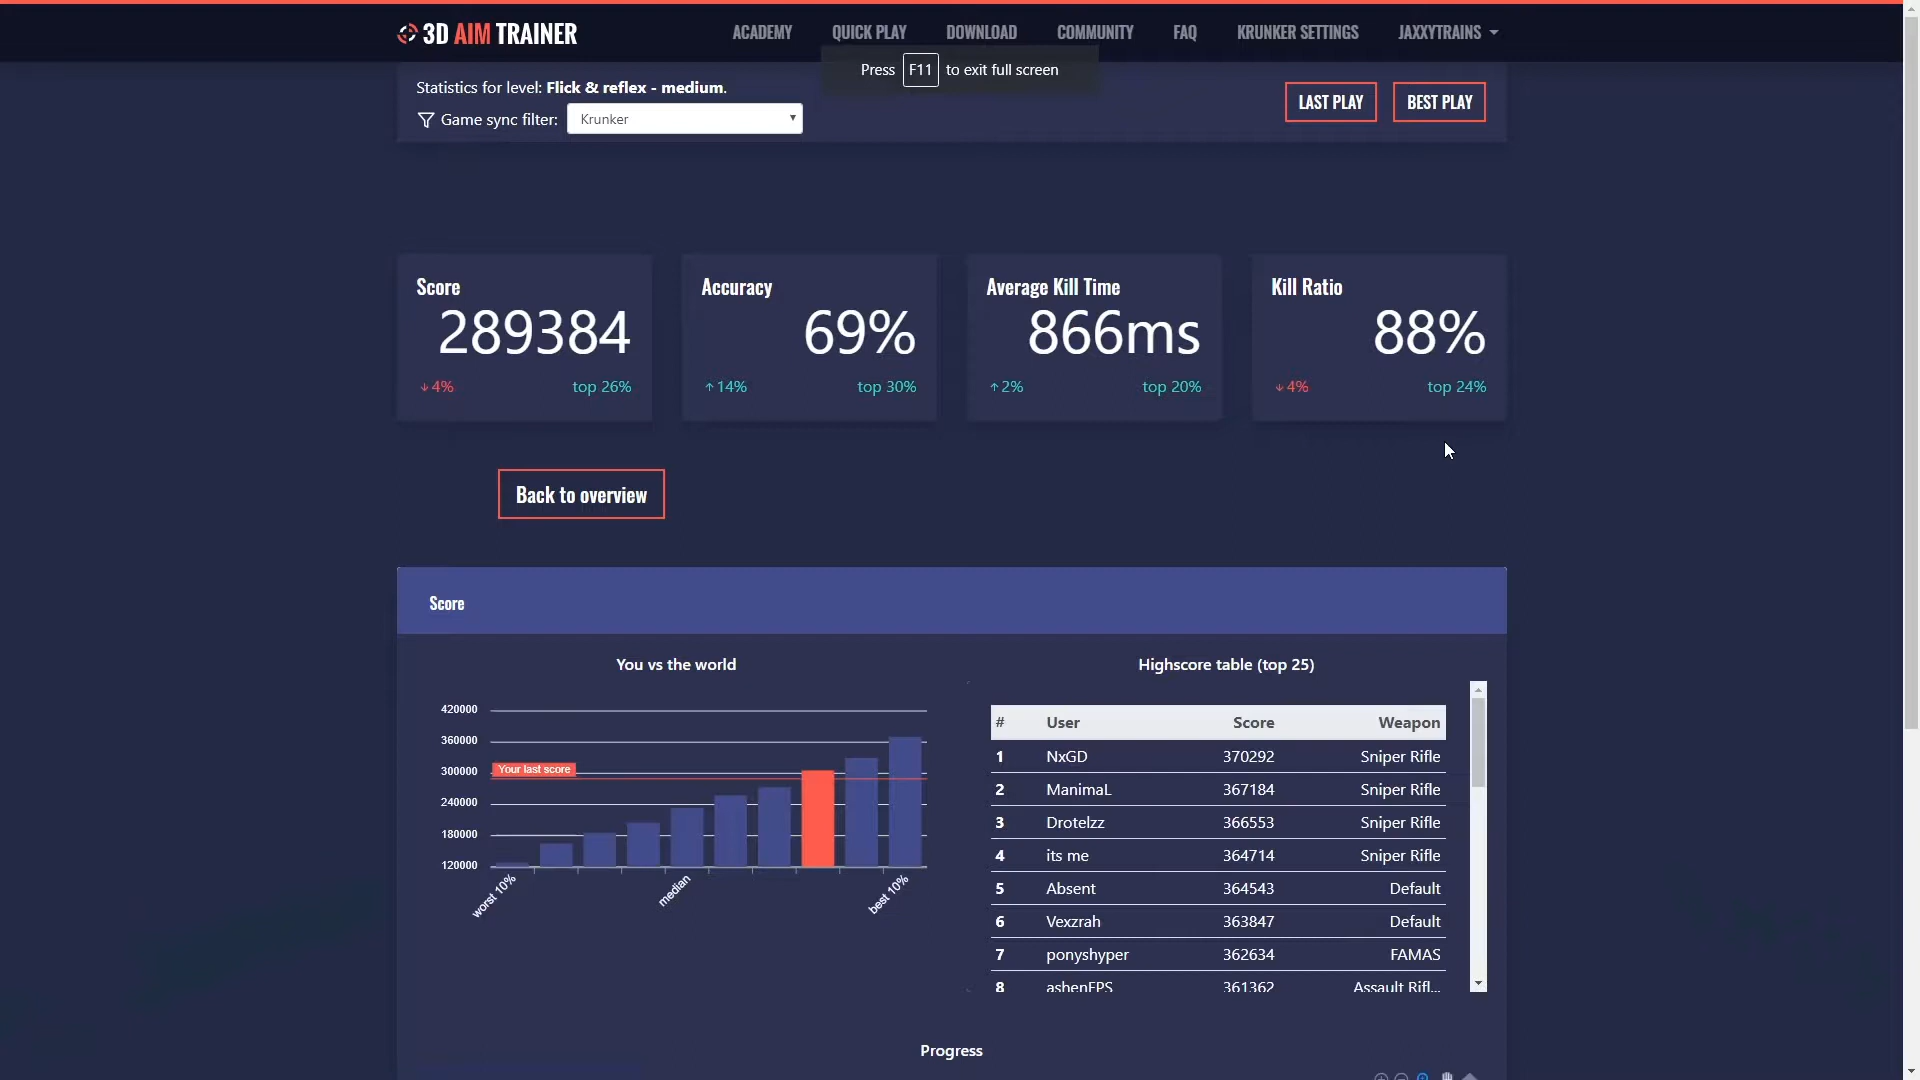 3D AIM TRAINER
ACADEMY QUICK PLAY DOWNLOAD COMMUNITY FAQ KRUNKER SETTINGS JAXXYTRAINS
Press F11 to exit full screen
Statistics for level: Flick & reflex - medium.
Game sync filter: Krunker
LAST PLAY BEST PLAY
Score Accuracy Average Kill Time Kill Ratio
289384 69% 866ms 88%
↓4% top 26% ↑14% top 30% ↑2% top 20% ↓4% top 24%
Back to overview
Score
You vs the world
420000
360000
300000
240000
180000
120000
Your last score
worst 10% median best 10%
Highscore table (top 25)
# User Score Weapon
1 NxGD 370292 Sniper Rifle
2 ManimaL 367184 Sniper Rifle
3 Drotelzz 366553 Sniper Rifle
4 its me 364714 Sniper Rifle
5 Absent 364543 Default
6 Vexzrah 363847 Default
7 ponyshyper 362634 FAMAS
8 ashenFPS 361362 Assault Rifl...
Progress